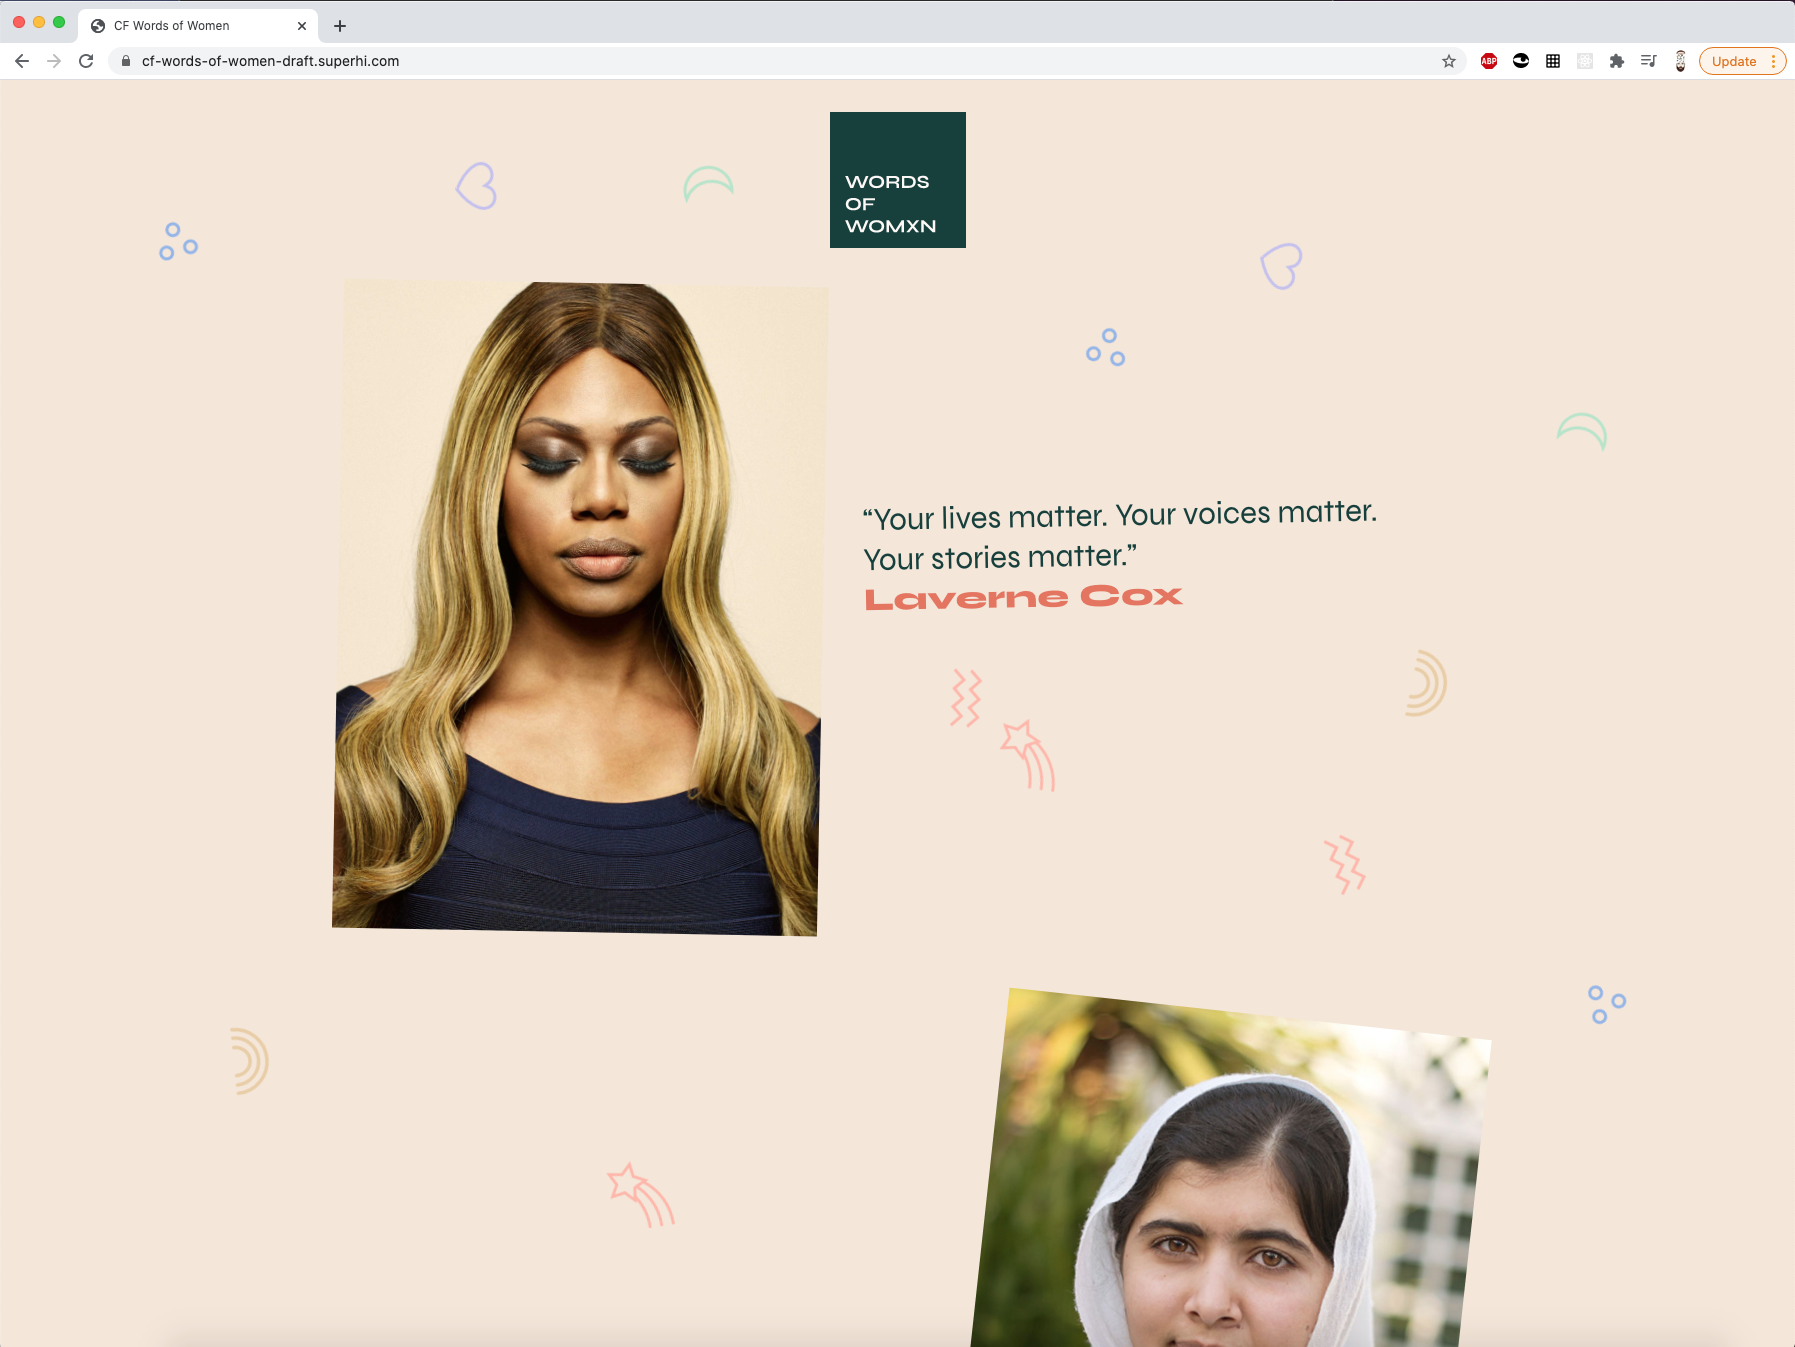 CF Words of Women
cf-words-of-women-draft.superhi.com
ABP
Update
WORDS
OF
WOMXN
“Your lives matter. Your voices matter.
Your stories matter.”
Laverne Cox